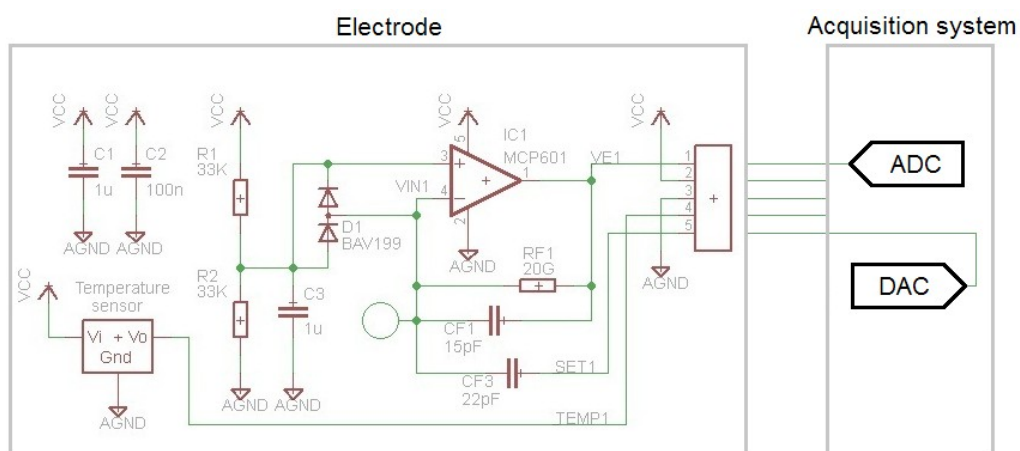 Electrode
Acquisition system
VCC
C1
1u
AGND
VCC
C2
100n
AGND
VCC
R1
33K
R2
33K
AGND
C3
1u
AGND
D1
BAV199
VCC
IC1
MCP601
VIN1
3
4
5
2
1
AGND
VE1
VCC
1
2
3
4
5
AGND
RF1
20G
CF1
15pF
CF3
22pF
SET1
TEMP1
VCC
Temperature
sensor
Vi + Vo
Gnd
AGND
ADC
DAC